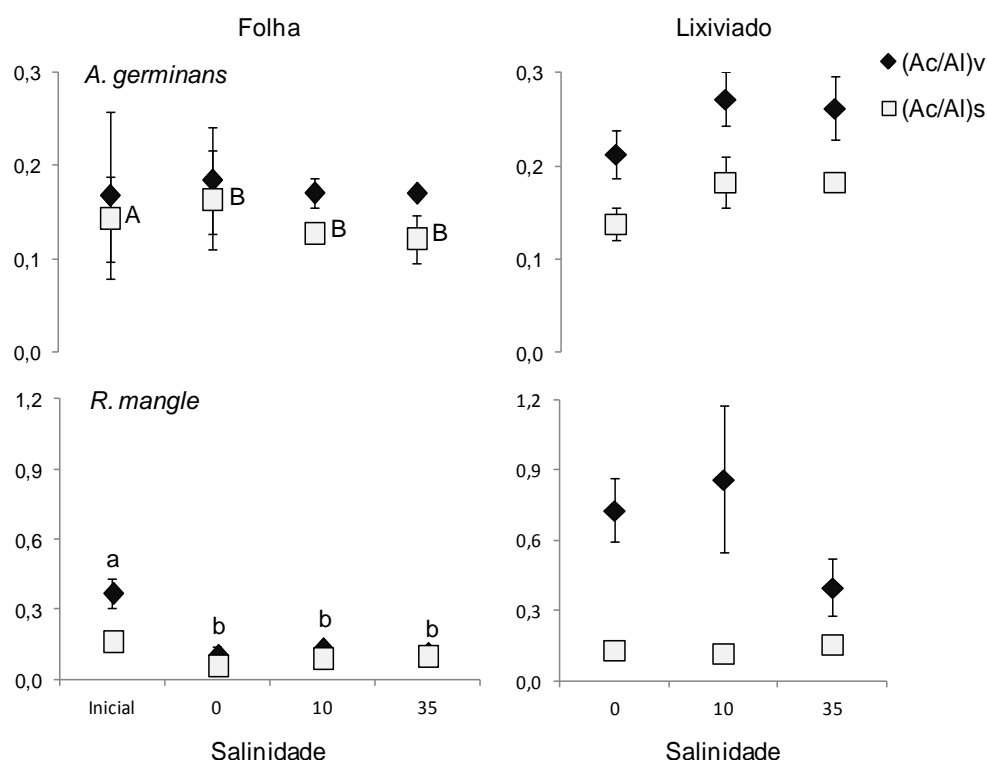 Folha
Lixiviado
(Ac/Al)v
(Ac/Al)s
A. germinans
0,3
0,2
0,1
0,0
A
B
B
B
0,3
0,2
0,1
0,0
R. mangle
1,2
0,9
0,6
0,3
0,0
a
b
b
b
Inicial 0 10 35
Salinidade
1,2
0,9
0,6
0,3
0,0
0 10 35
Salinidade